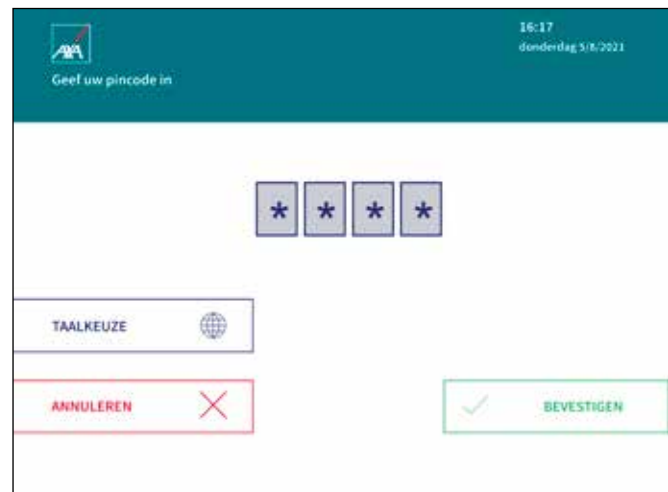 AXA
16:17
donderdag 5/8/2021
Geef uw pincode in
* * * *
TAALKEUZE
ANNULEREN
BEVESTIGEN